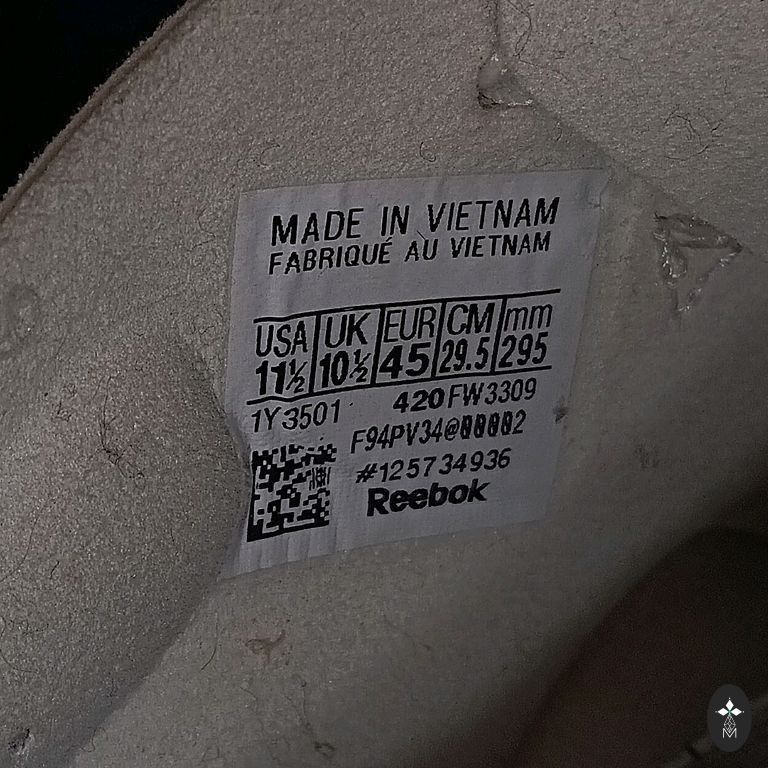 MADE IN VIETNAM
FABRIQUÉ AU VIETNAM
USA UK EUR CM mm
11½ 10½ 45 29.5 295
1Y3501 420 FW3309
F94PV34@00002
#125734936
Reebok
M